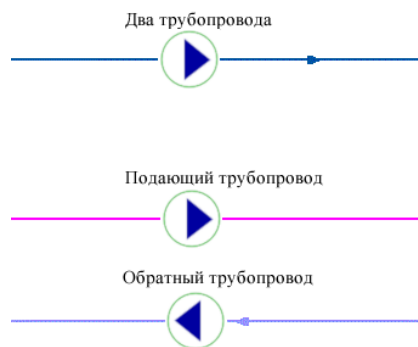 Два трубопровода
Подающий трубопровод
Обратный трубопровод